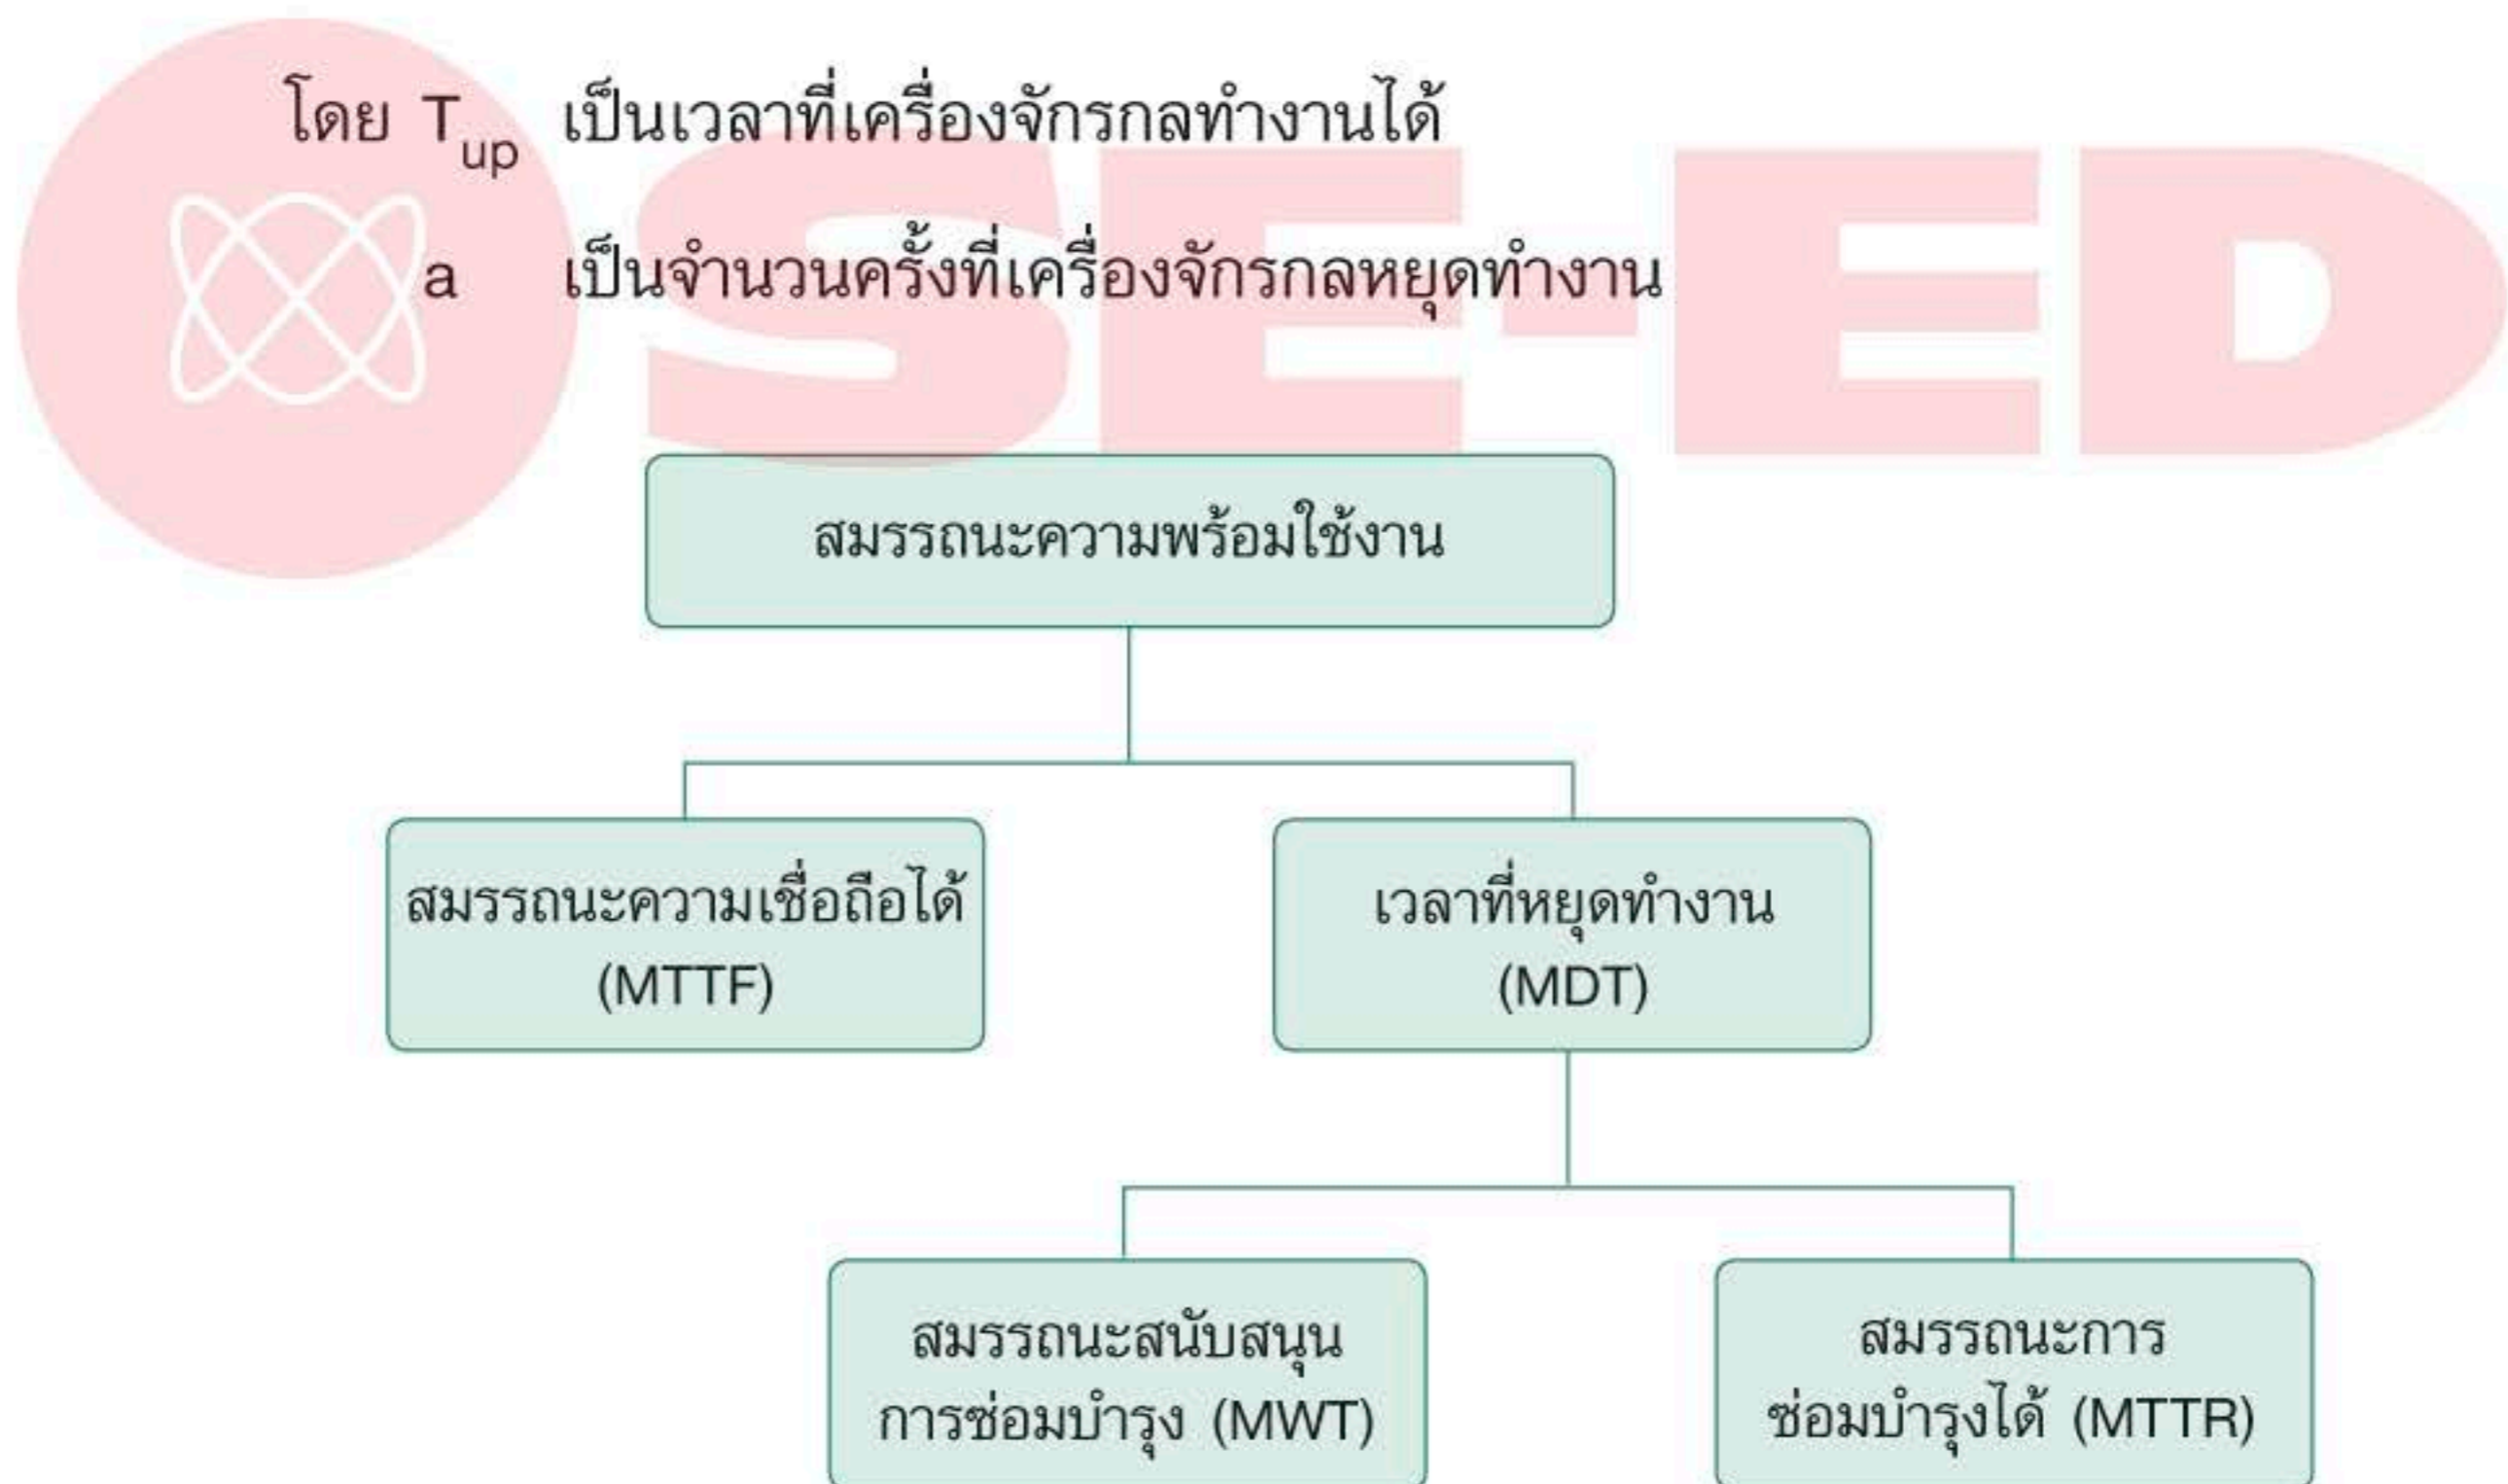 โดย T_up เป็นเวลาที่เครื่องจักรกลทำงานได้
a เป็นจำนวนครั้งที่เครื่องจักรกลหยุดทำงาน
SE-ED
สมรรถนะความพร้อมใช้งาน
สมรรถนะความเชื่อถือได้
(MTTF)
เวลาที่หยุดทำงาน
(MDT)
สมรรถนะสนับสนุน
การซ่อมบำรุง (MWT)
สมรรถนะการ
ซ่อมบำรุงได้ (MTTR)